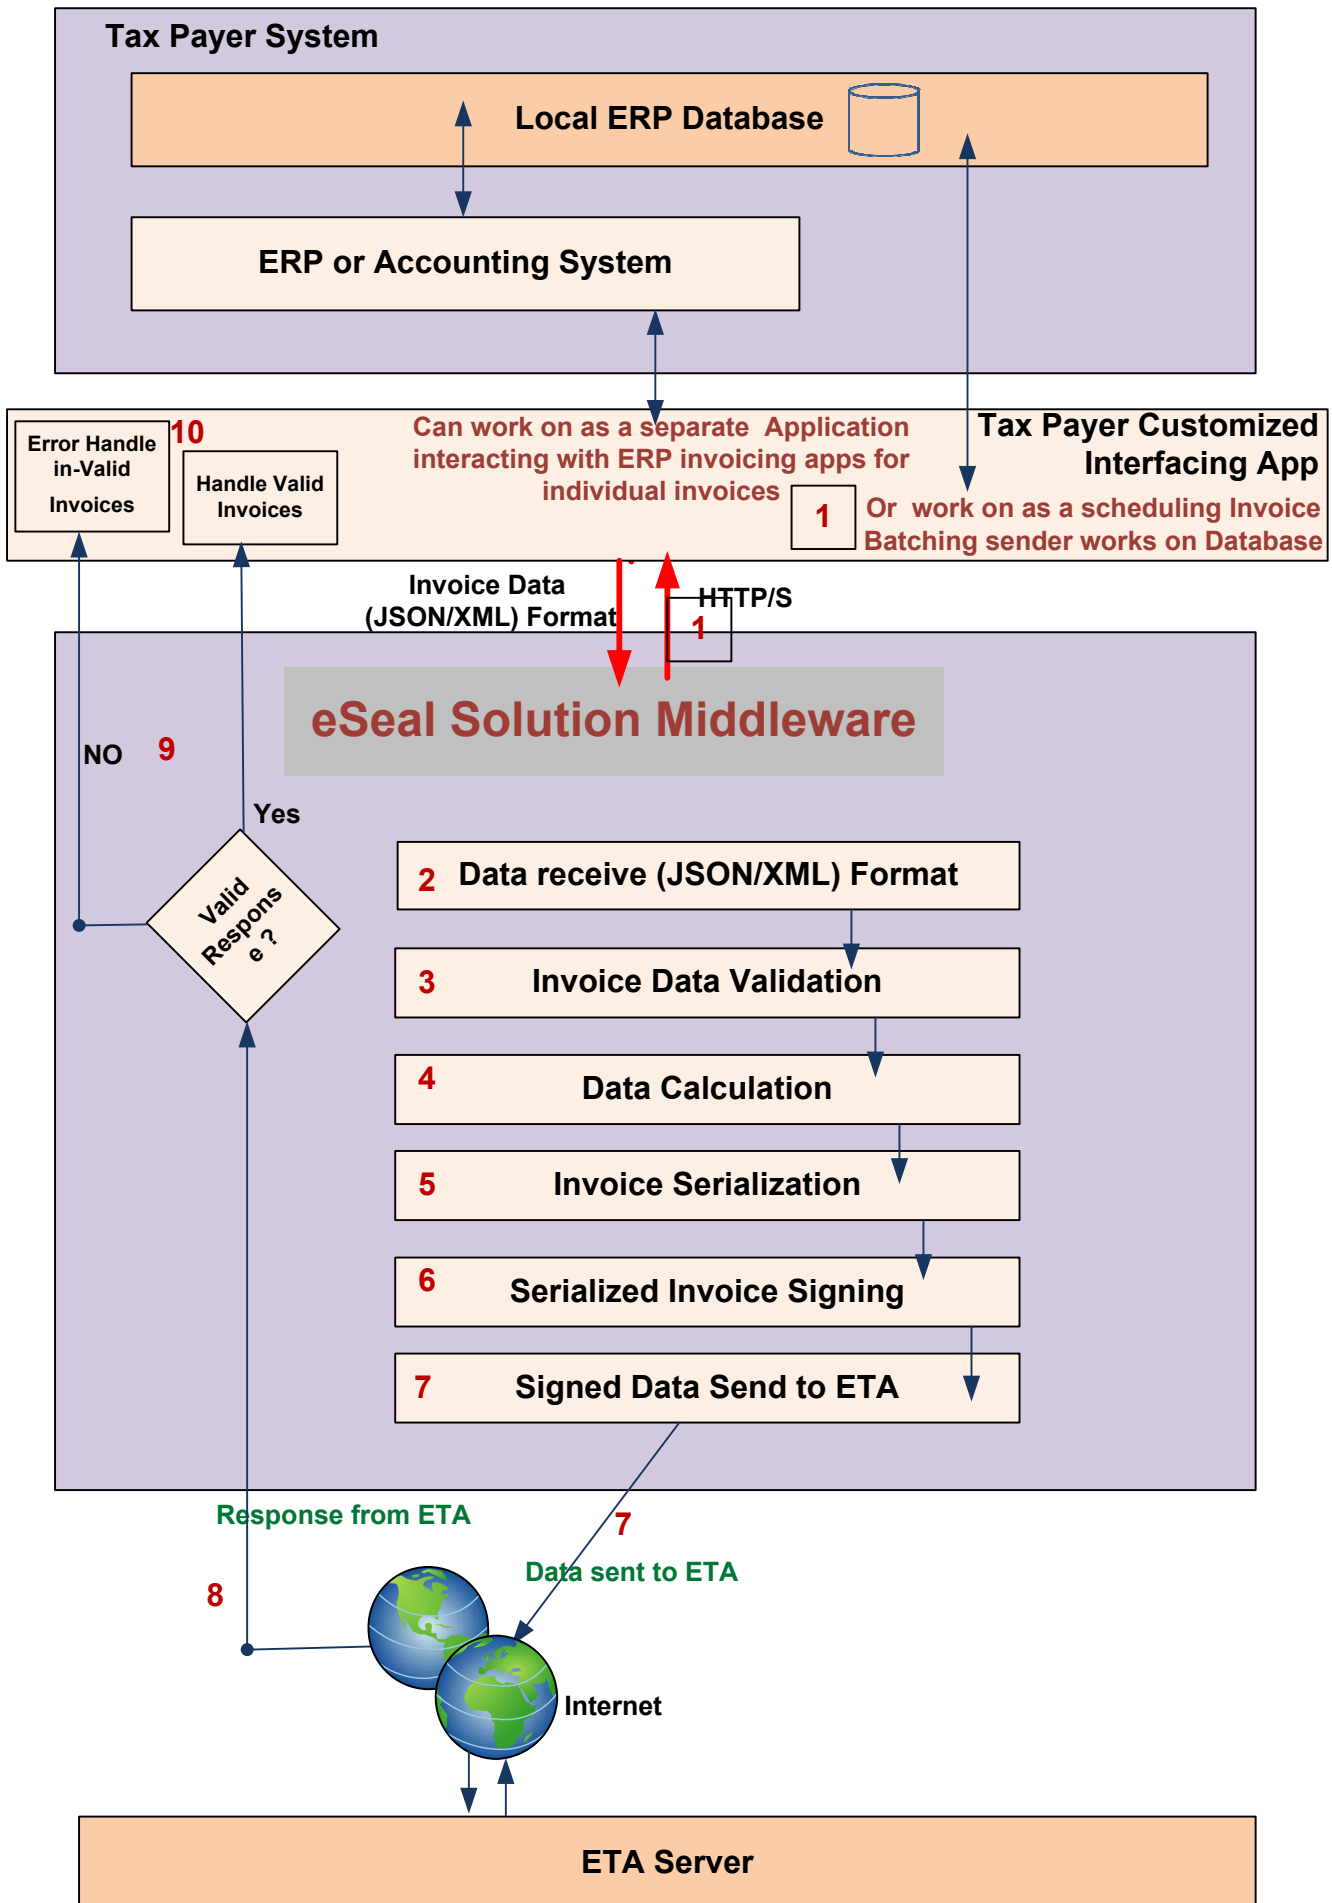 Tax Payer System
Local ERP Database
ERP or Accounting System
Error Handle
in-Valid
Invoices
10
Handle Valid
Invoices
Can work on as a separate Application
interacting with ERP invoicing apps for
individual invoices
Tax Payer Customized
Interfacing App
1
Or work on as a scheduling Invoice
Batching sender works on Database
Invoice Data
(JSON/XML) Format
HTTP/S
1
eSeal Solution Middleware
NO
9
Yes
Valid
Respons
e ?
2
Data receive (JSON/XML) Format
3
Invoice Data Validation
4
Data Calculation
5
Invoice Serialization
6
Serialized Invoice Signing
7
Signed Data Send to ETA
Response from ETA
7
Data sent to ETA
8
Internet
ETA Server